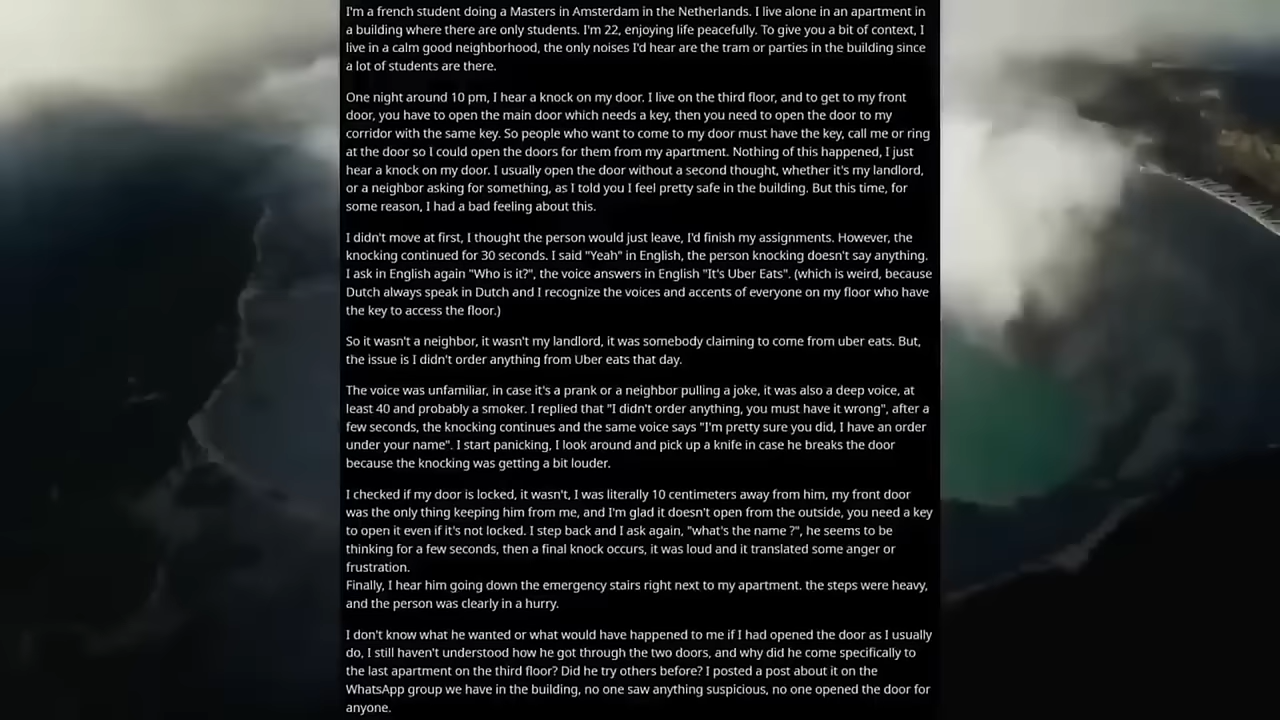 I'm a french student doing a Masters in Amsterdam in the Netherlands. I live alone in an apartment in
a building where there are only students. I'm 22, enjoying life peacefully. To give you a bit of context, I
live in a calm good neighborhood, the only noises I'd hear are the tram or parties in the building since
a lot of students are there.
One night around 10 pm, I hear a knock on my door. I live on the third floor, and to get to my front
door, you have to open the main door which needs a key, then you need to open the door to my
corridor with the same key. So people who want to come to my door must have the key, call me or ring
at the door so I could open the doors for them from my apartment. Nothing of this happened, I just
hear a knock on my door. I usually open the door without a second thought, whether it's my landlord,
or a neighbor asking for something, as I told you I feel pretty safe in the building. But this time, for
some reason, I had a bad feeling about this.
I didn't move at first, I thought the person would just leave, I'd finish my assignments. However, the
knocking continued for 30 seconds. I said "Yeah" in English, the person knocking doesn't say anything.
I ask in English again "Who is it?", the voice answers in English "It's Uber Eats". (which is weird, because
Dutch always speak in Dutch and I recognize the voices and accents of everyone on my floor who have
the key to access the floor.)
So it wasn't a neighbor, it wasn't my landlord, it was somebody claiming to come from uber eats. But,
the issue is I didn't order anything from Uber eats that day.
The voice was unfamiliar, in case it's a prank or a neighbor pulling a joke, it was also a deep voice, at
least 40 and probably a smoker. I replied that "I didn't order anything, you must have it wrong", after a
few seconds, the knocking continues and the same voice says "I'm pretty sure you did, I have an order
under your name". I start panicking, I look around and pick up a knife in case he breaks the door
because the knocking was getting a bit louder.
I checked if my door is locked, it wasn't, I was literally 10 centimeters away from him, my front door
was the only thing keeping him from me, and I'm glad it doesn't open from the outside, you need a key
to open it even if it's not locked. I step back and I ask again, "what's the name ?", he seems to be
thinking for a few seconds, then a final knock occurs, it was loud and it translated some anger or
frustration.
Finally, I hear him going down the emergency stairs right next to my apartment. the steps were heavy,
and the person was clearly in a hurry.
I don't know what he wanted or what would have happened to me if I had opened the door as I usually
do, I still haven't understood how he got through the two doors, and why did he come specifically to
the last apartment on the third floor? Did he try others before? I posted a post about it on the
WhatsApp group we have in the building, no one saw anything suspicious, no one opened the door for
anyone.